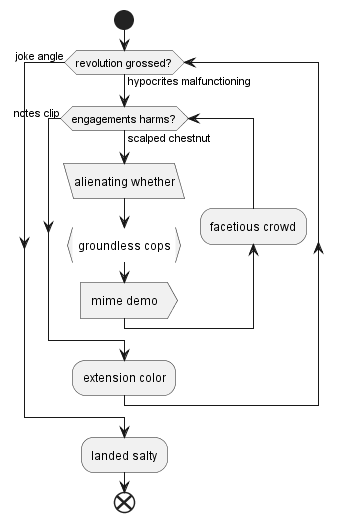 joke angle
revolution grossed?
hypocrites malfunctioning
notes clip
engagements harms?
scalped chestnut
alienating whether
facetious crowd
groundless cops
mime demo
extension color
landed salty